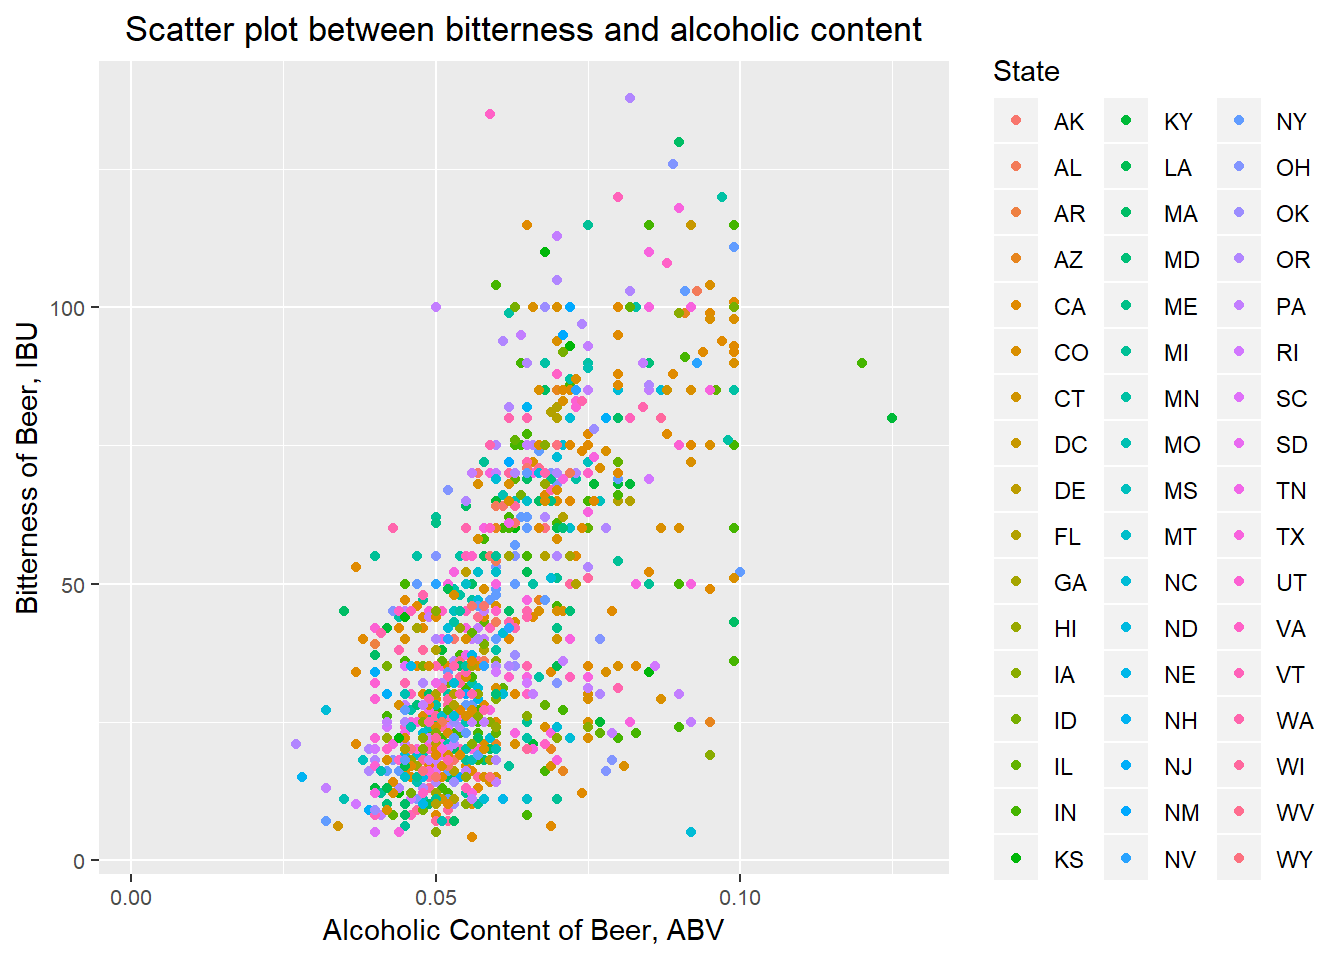 Scatter plot between bitterness and alcoholic content
Bitterness of Beer, IBU
100
50
0
0.00 0.05 0.10
Alcoholic Content of Beer, ABV
State
AK KY NY
AL LA OH
AR MA OK
AZ MD OR
CA ME PA
CO MI RI
CT MN SC
DC MO SD
DE MS TN
FL MT TX
GA NC UT
HI ND VA
IA NE VT
ID NH WA
IL NJ WI
IN NM WV
KS NV WY